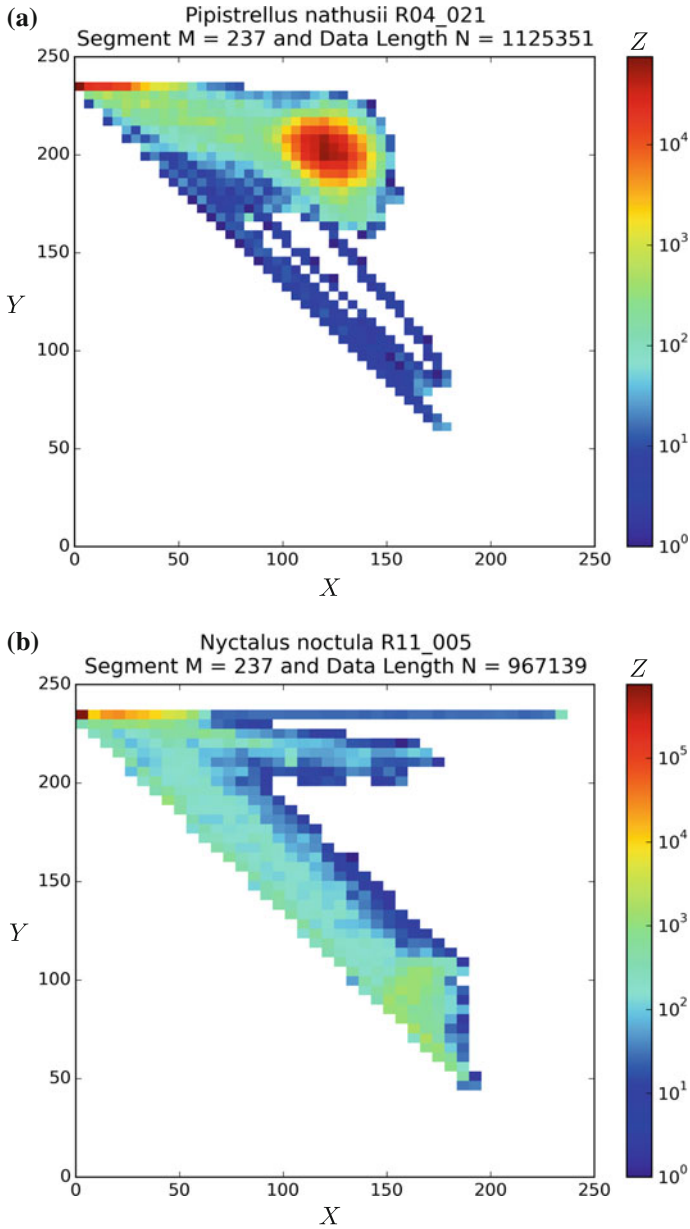 (a)
Pipistrellus nathusii R04_021
Segment M = 237 and Data Length N = 1125351
Z
250
200
150
100
50
0
Y
0 50 100 150 200 250
X
10^4
10^3
10^2
10^1
10^0
(b)
Nyctalus noctula R11_005
Segment M = 237 and Data Length N = 967139
Z
250
200
150
100
50
0
Y
0 50 100 150 200 250
X
10^5
10^4
10^3
10^2
10^1
10^0